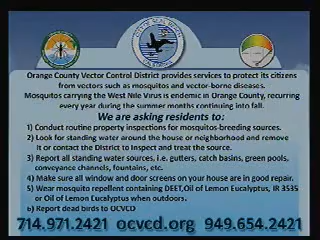 Orange County Vector Control District provides services to protect its citizens
from vectors such as mosquitos and vector-borne diseases.
Mosquitos carrying the West Nile Virus is endemic in Orange County, recurring
every year during the summer months continuing into fall.
We are asking residents to:
1) Conduct routine property inspections for mosquitos-breeding sources.
2) Look for standing water around the house or neighborhood and remove
it or contact the District to Inspect and treat the source.
3) Report all standing water sources, i.e. gutters, catch basins, green pools,
conveyance channels, fountains, etc.
4) Make sure all window and door screens on your house are in good repair.
5) Wear mosquito repellent containing DEET,Oil of Lemon Eucalyptus, IR 3535
or Oil of Lemon Eucalyptus when outdoors.
6) Report dead birds to OCVCD
714.971.2421 ocvcd.org 949.654.2421